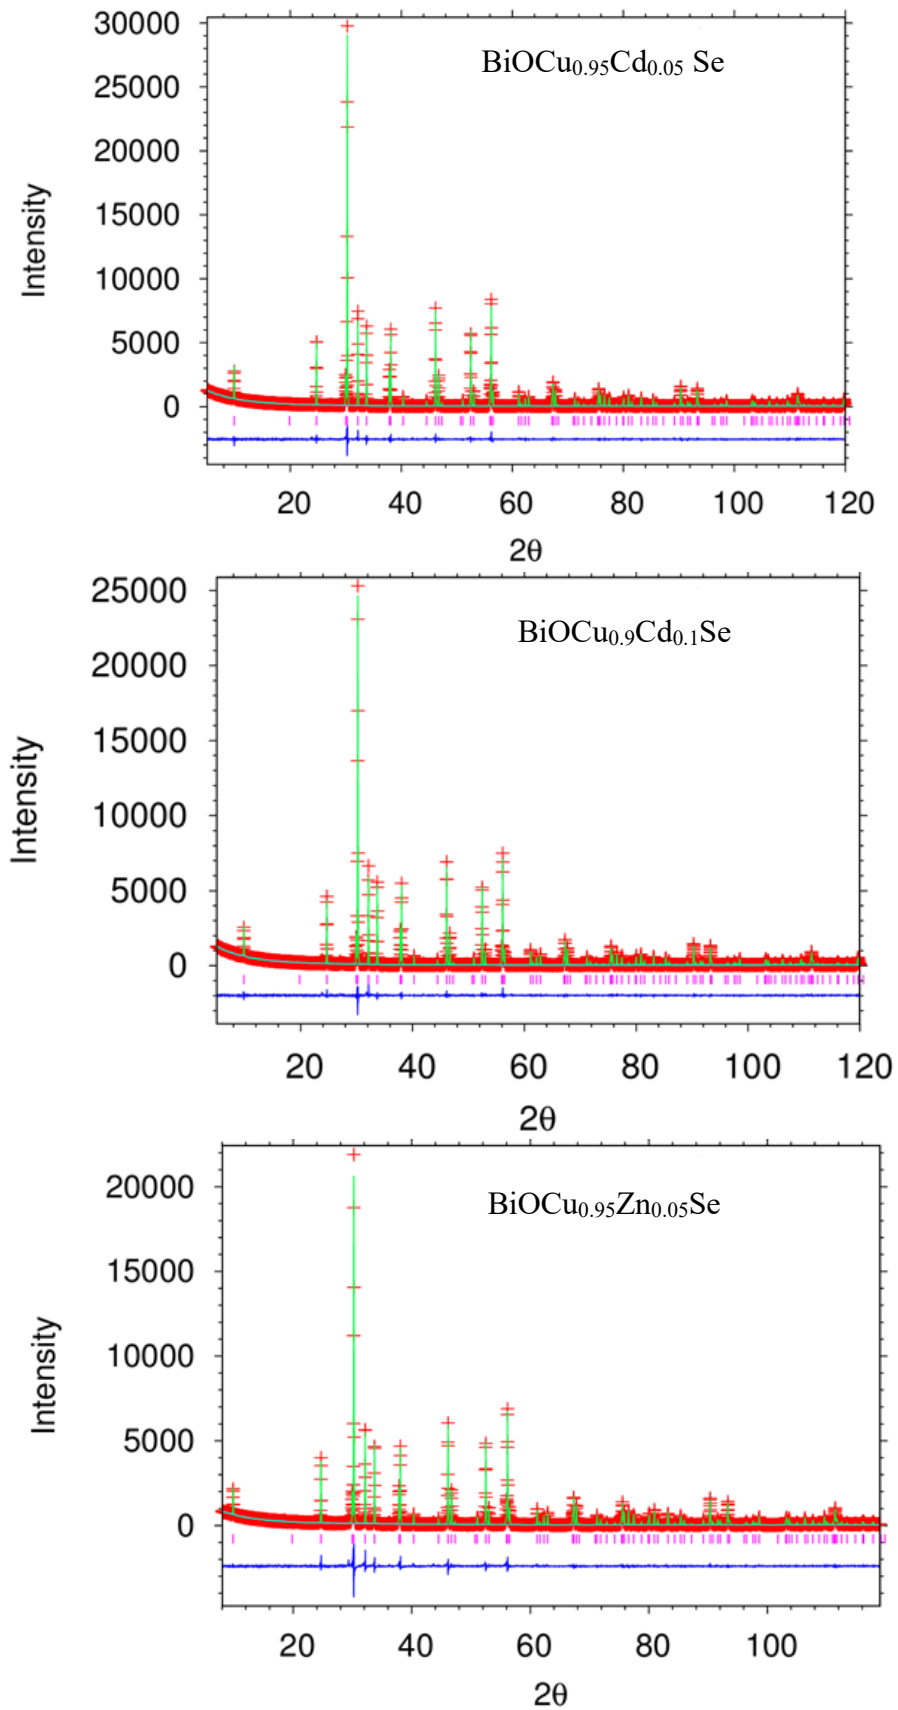 30000
BiOCu0.95Cd0.05 Se
25000
20000
15000
10000
5000
0
Intensity
20 40 60 80 100 120
2θ
25000
BiOCu0.9Cd0.1Se
20000
15000
10000
5000
0
Intensity
20 40 60 80 100 120
2θ
20000
BiOCu0.95Zn0.05Se
15000
10000
5000
0
Intensity
20 40 60 80 100
2θ